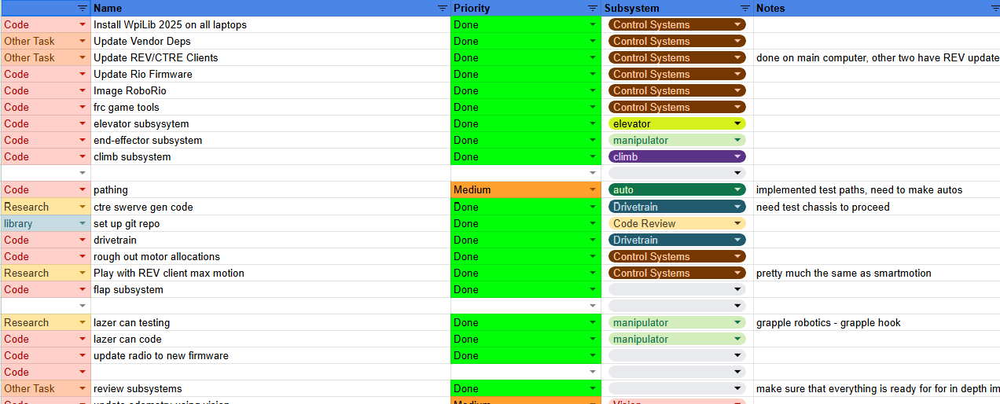 Name Priority Subsystem Notes
Code Install WpiLib 2025 on all laptops Done Control Systems
Other Task Update Vendor Deps Done Control Systems
Other Task Update REV/CTRE Clients Done Control Systems done on main computer, other two have REV update
Code Update Rio Firmware Done Control Systems
Code Image RoboRio Done Control Systems
Code frc game tools Done Control Systems
Code elevator subsysytem Done elevator
Code end-effector subsystem Done manipulator
Code climb subsystem Done climb
Code pathing Medium auto implemented test paths, need to make autos
Research ctre swerve gen code Done Drivetrain need test chassis to proceed
library set up git repo Done Code Review
Code drivetrain Done Drivetrain
Code rough out motor allocations Done Control Systems
Research Play with REV client max motion Done Control Systems pretty much the same as smartmotion
Code flap subsystem Done
Research lazer can testing Done manipulator grapple robotics - grapple hook
Code lazer can code Done manipulator
Code update radio to new firmware Done
Code
Other Task review subsystems Done make sure that everything is ready for for in depth im
Code update odometry using vision Medium Vision